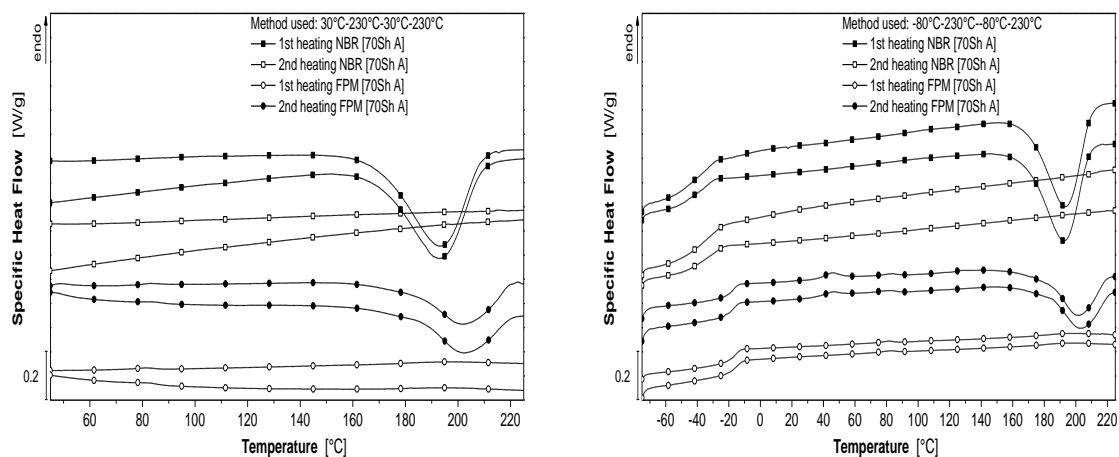 endo
Specific Heat Flow [W/g]
0.2
Method used: 30°C-230°C-30°C-230°C
1st heating NBR [70Sh A]
2nd heating NBR [70Sh A]
1st heating FPM [70Sh A]
2nd heating FPM [70Sh A]
60 80 100 120 140 160 180 200 220
Temperature [°C]
endo
Specific Heat Flow [W/g]
0.2
Method used: -80°C-230°C--80°C-230°C
1st heating NBR [70Sh A]
2nd heating NBR [70Sh A]
1st heating FPM [70Sh A]
2nd heating FPM [70Sh A]
-60 -40 -20 0 20 40 60 80 100 120 140 160 180 200 220
Temperature [°C]